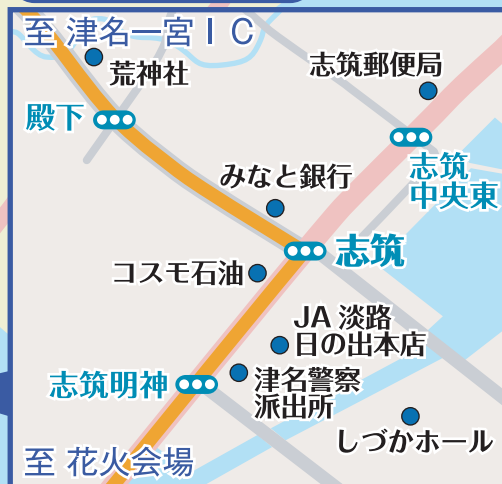 至 津名一宮ＩＣ
荒神社
志筑郵便局
殿下
志筑
中央東
みなと銀行
志筑
コスモ石油
JA 淡路
日の出本店
津名警察
派出所
志筑明神
しづかホール
至 花火会場